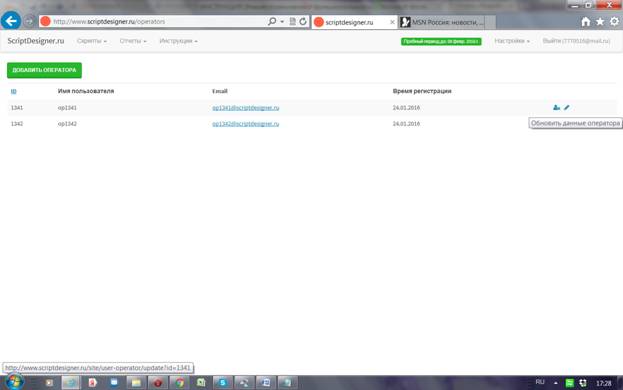 http://www.scriptdesigner.ru/operators
scriptdesigner.ru
MSN Россия: новости, ...
ScriptDesigner.ru
Скрипты
Отчеты
Инструкции
Пробный период до:
Настройки
Выйти (7770516@mail.ru)
ДОБАВИТЬ ОПЕРАТОРА
ID Имя пользователя Email Время регистрации
1341 op1341 op1341@scriptdesigner.ru 24.01.2016
1342 op1342 op1342@scriptdesigner.ru 24.01.2016
Обновить данные оператора
http://www.scriptdesigner.ru/site/user-operator/update?id=1341
RU
17:28